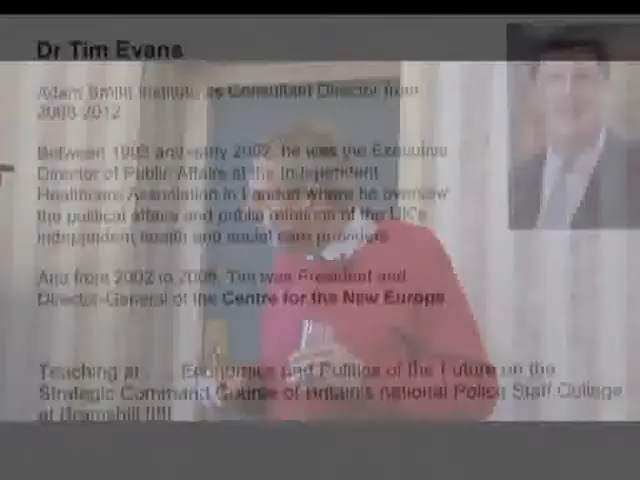 Dr Tim Evans
Adam Smith Institute, as Consultant Director from
2008-2012
Between 1993 and early 2002, he was the Executive
Director of Public Affairs at the Independent
Healthcare Association in London where he oversaw
the political affairs and public relations of the UK's
independent health and social care providers
And from 2002 to 2005, Tim was President and
Director-General of the Centre for the New Europe
Teaching at ..... Economics and Politics of the Future on the
Strategic Command Course of Britain's national Police Staff College
at Bramshill !!!!